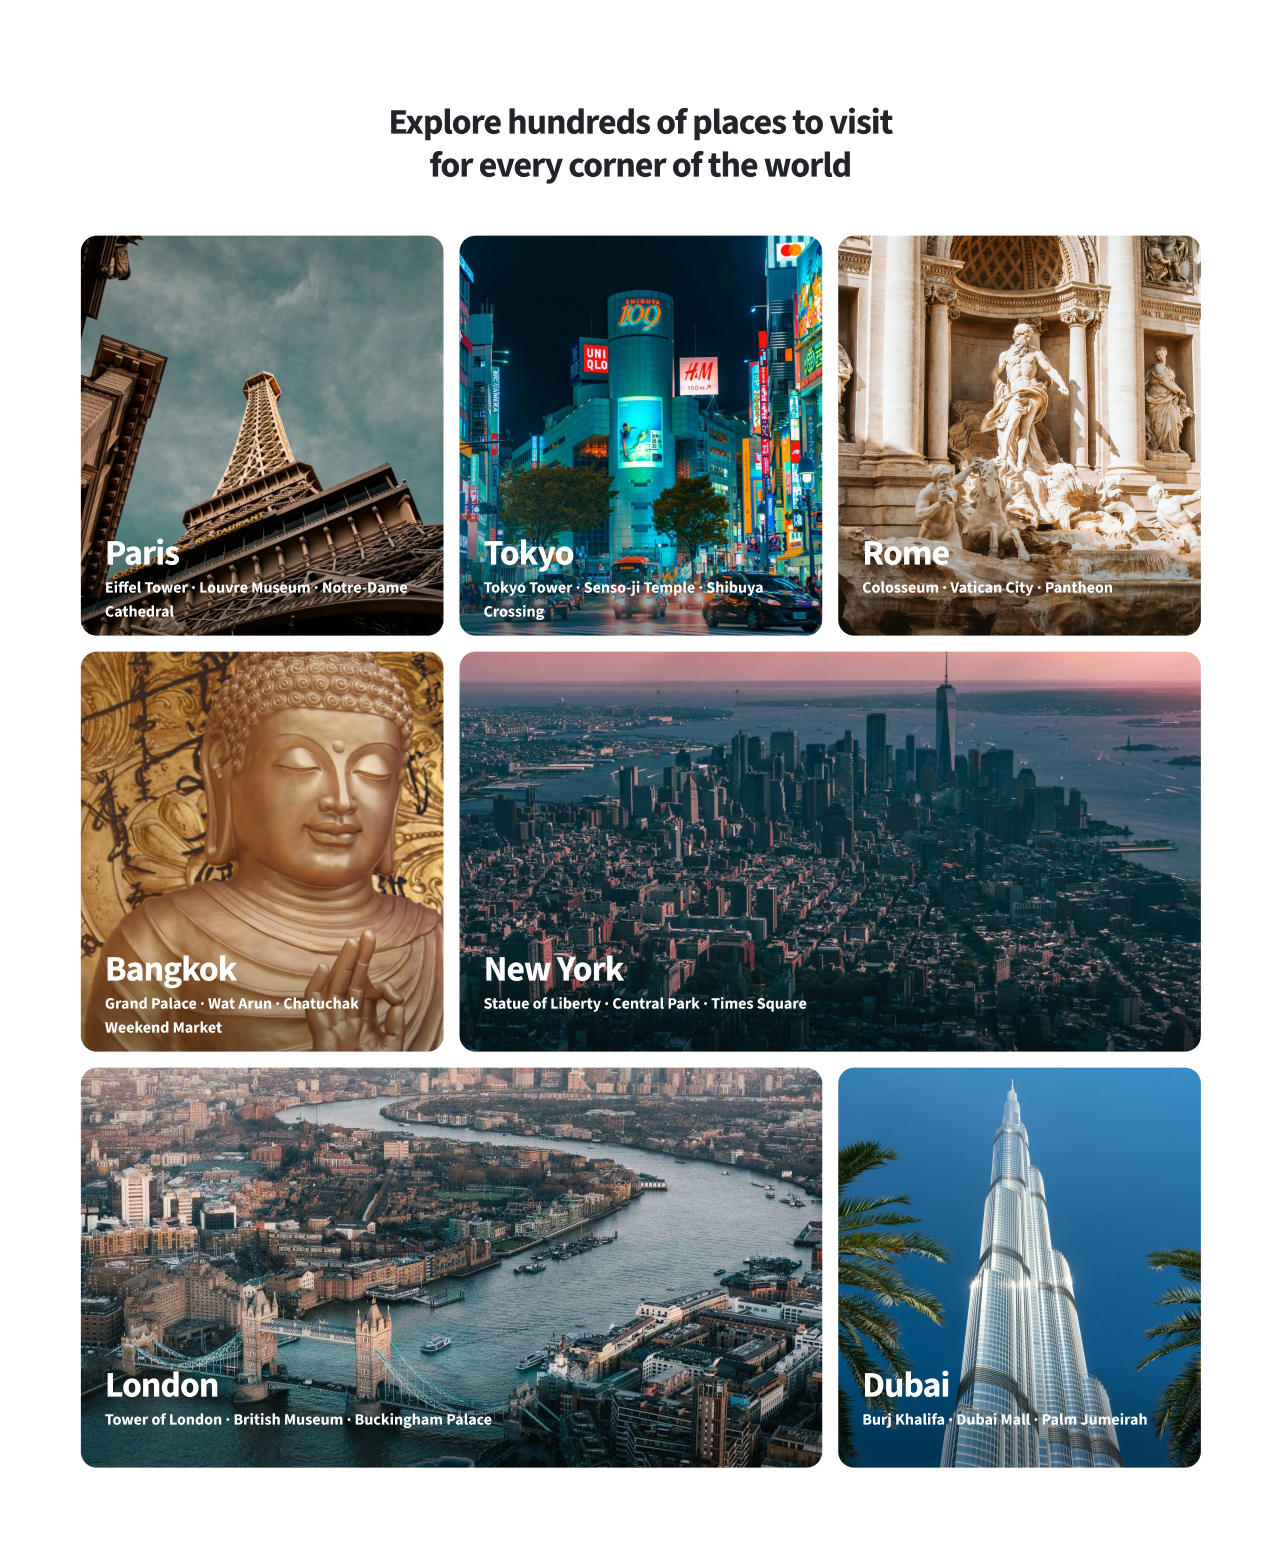 Explore hundreds of places to visit
for every corner of the world
SHIBUYA
109
UNI
QLO
H&M
150m↗
RESTAURANT
Paris
Eiffel Tower · Louvre Museum · Notre-Dame
Cathedral
Tokyo
Tokyo Tower · Senso-ji Temple · Shibuya
Crossing
Rome
Colosseum · Vatican City · Pantheon
Bangkok
Grand Palace · Wat Arun · Chatuchak
Weekend Market
New York
Statue of Liberty · Central Park · Times Square
London
Tower of London · British Museum · Buckingham Palace
Dubai
Burj Khalifa · Dubai Mall · Palm Jumeirah